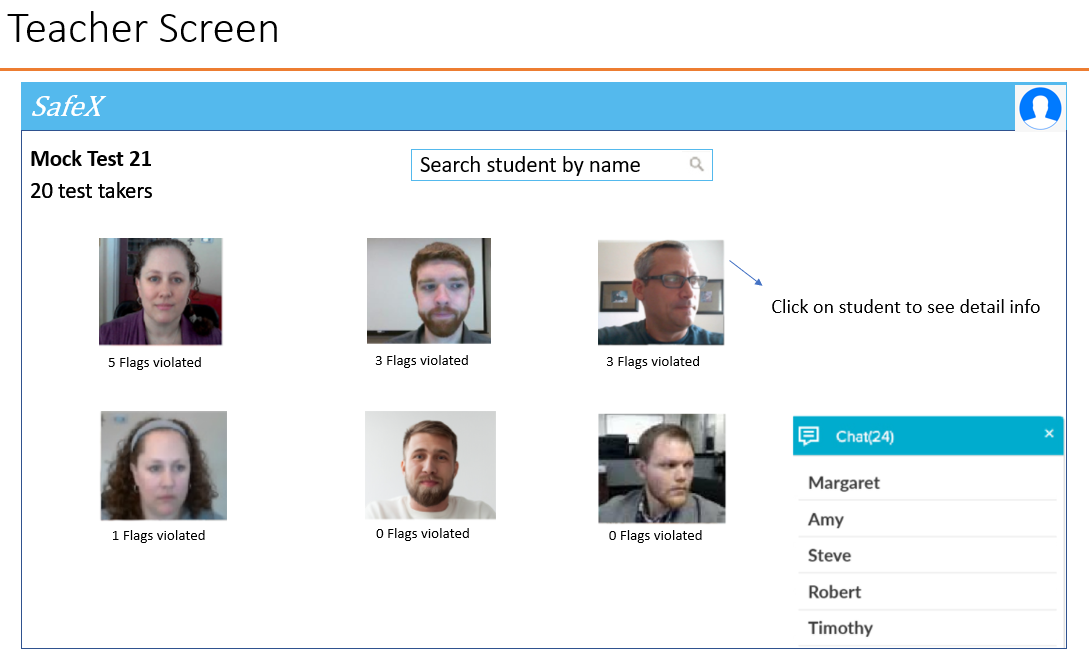 Teacher Screen
SafeX
Mock Test 21
20 test takers
Search student by name
5 Flags violated
3 Flags violated
3 Flags violated
Click on student to see detail info
1 Flags violated
0 Flags violated
0 Flags violated
Chat(24)
Margaret
Amy
Steve
Robert
Timothy